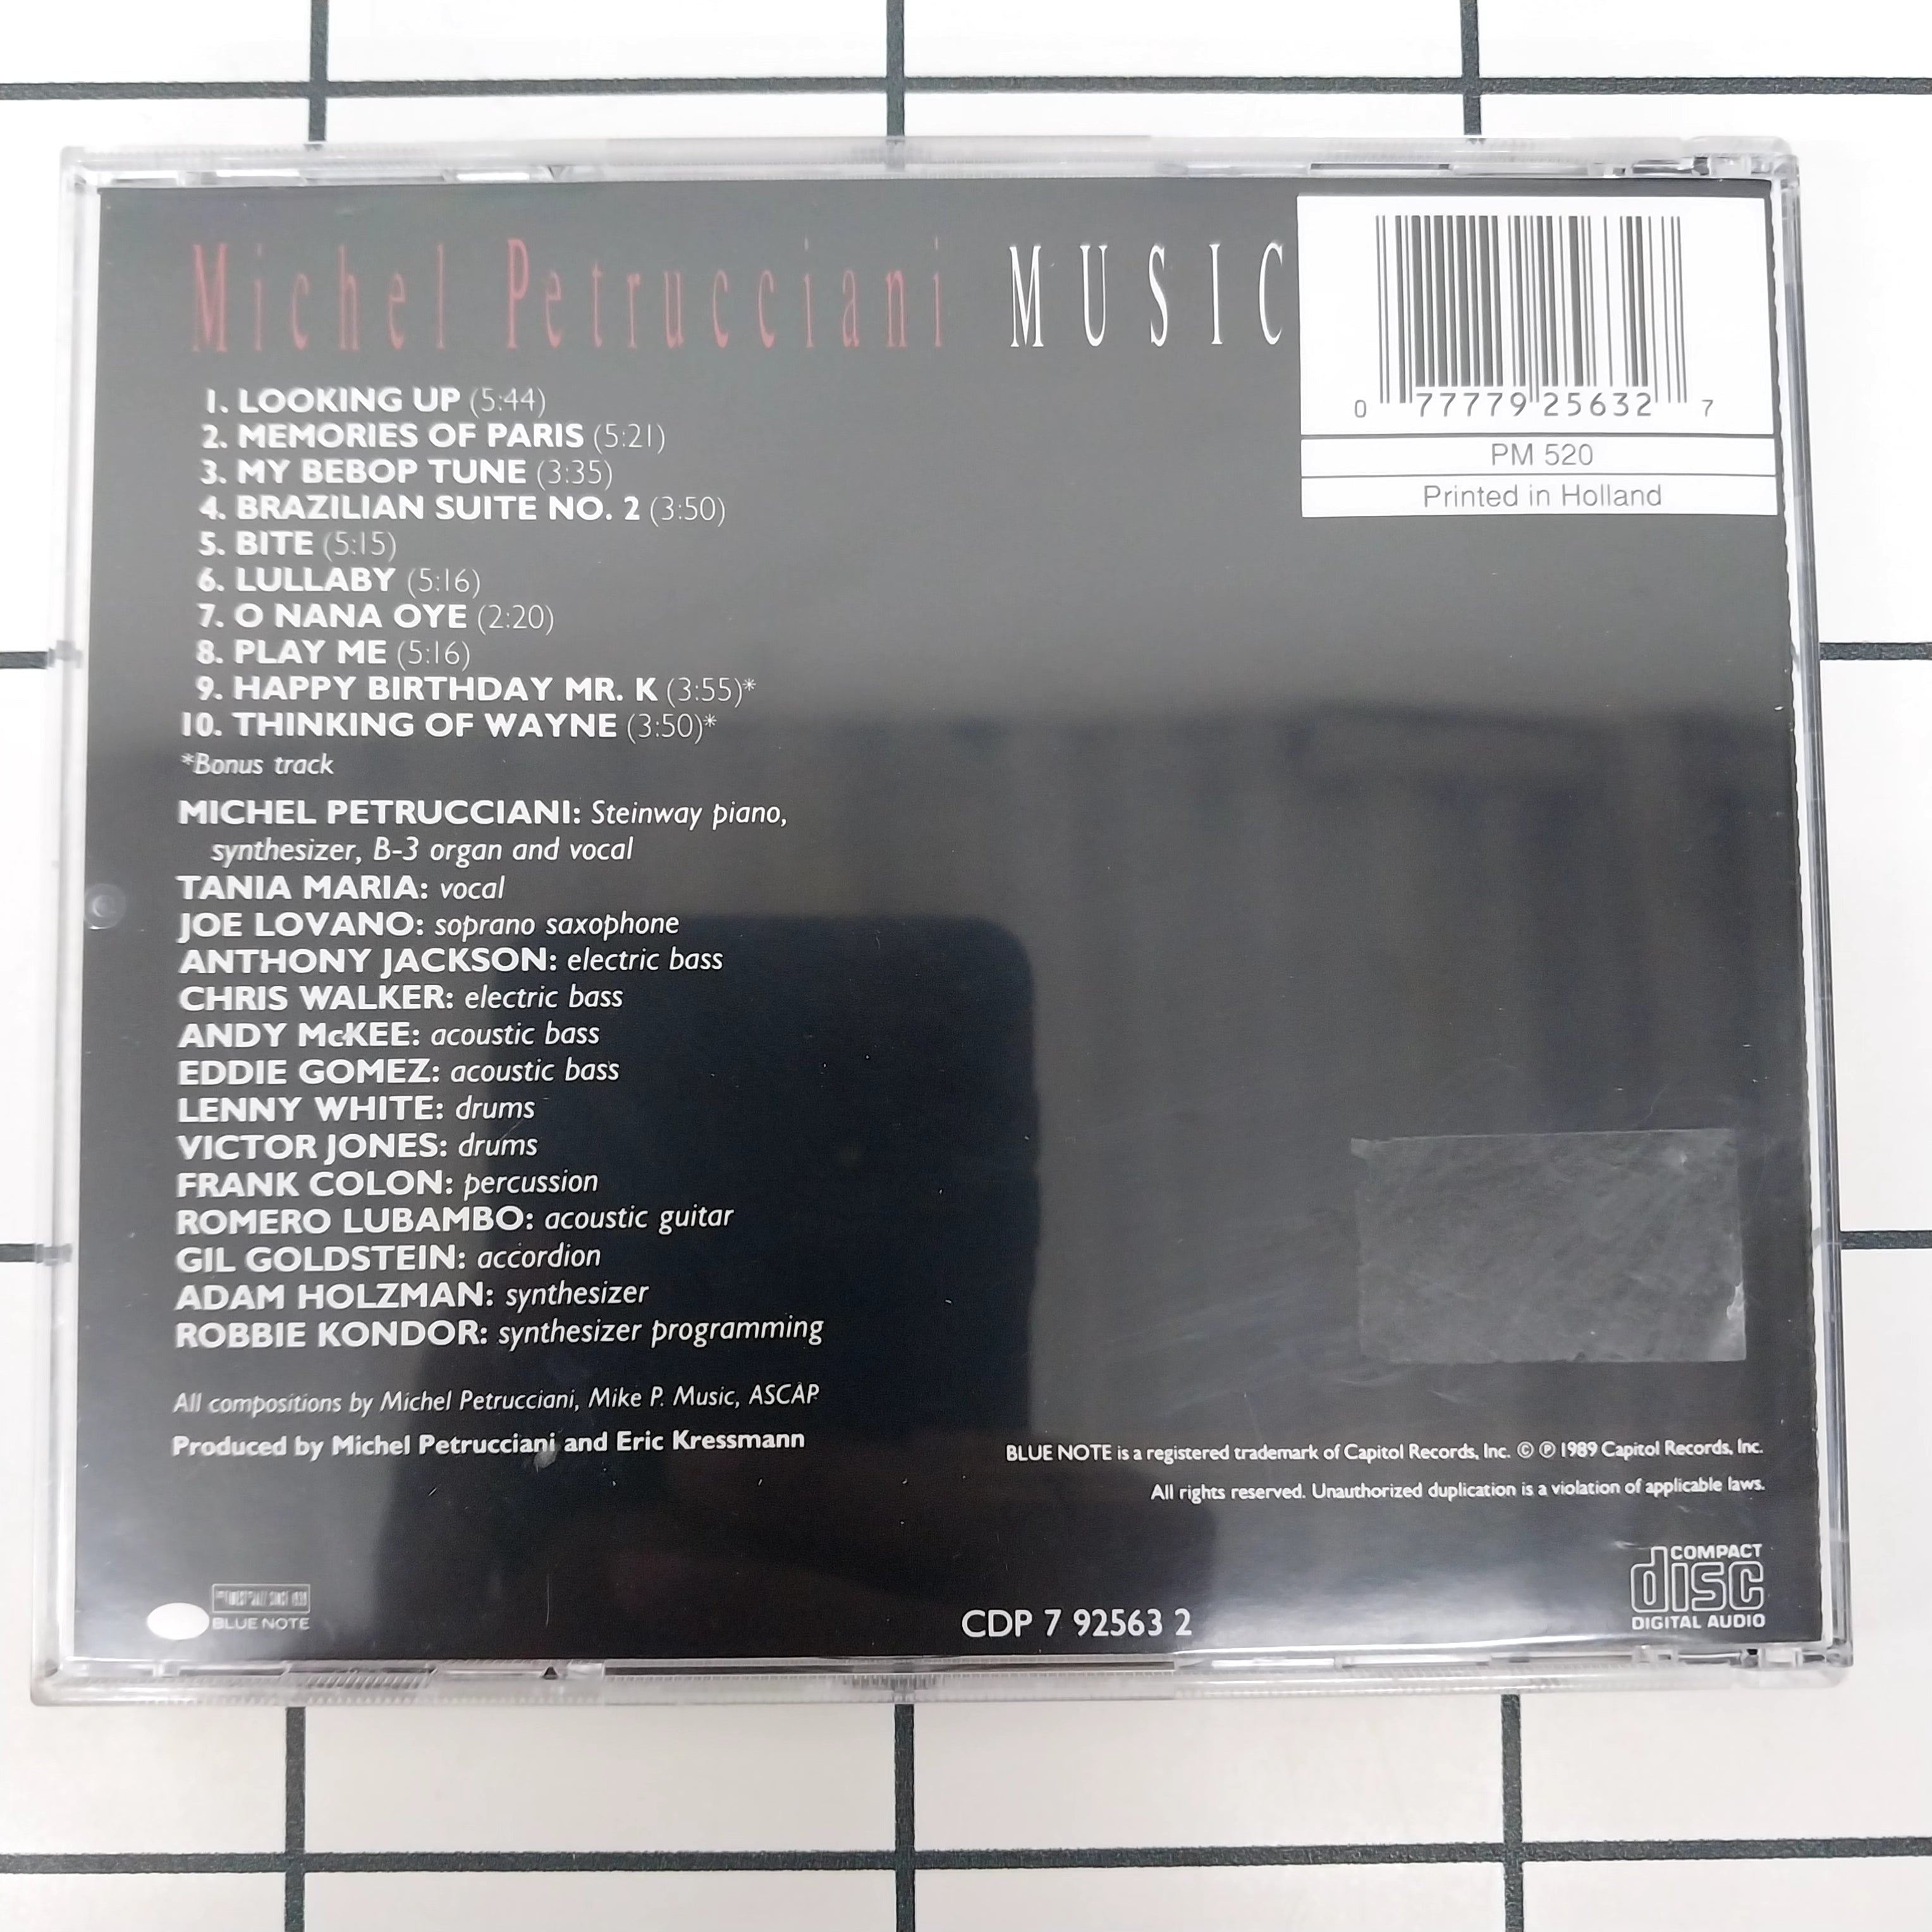 Michel Petrucciani MUSIC
0 77779 25632 7
PM 520
Printed in Holland
1. LOOKING UP (5:44)
2. MEMORIES OF PARIS (5:21)
3. MY BEBOP TUNE (3:35)
4. BRAZILIAN SUITE NO. 2 (3:50)
5. BITE (5:15)
6. LULLABY (5:16)
7. O NANA OYE (2:20)
8. PLAY ME (5:16)
9. HAPPY BIRTHDAY MR. K (3:55)*
10. THINKING OF WAYNE (3:50)*
*Bonus track
MICHEL PETRUCCIANI: Steinway piano,
synthesizer, B-3 organ and vocal
TANIA MARIA: vocal
JOE LOVANO: soprano saxophone
ANTHONY JACKSON: electric bass
CHRIS WALKER: electric bass
ANDY McKEE: acoustic bass
EDDIE GOMEZ: acoustic bass
LENNY WHITE: drums
VICTOR JONES: drums
FRANK COLON: percussion
ROMERO LUBAMBO: acoustic guitar
GIL GOLDSTEIN: accordion
ADAM HOLZMAN: synthesizer
ROBBIE KONDOR: synthesizer programming
All compositions by Michel Petrucciani, Mike P. Music, ASCAP
Produced by Michel Petrucciani and Eric Kressmann
BLUE NOTE is a registered trademark of Capitol Records, Inc. © ℗ 1989 Capitol Records, Inc.
All rights reserved. Unauthorized duplication is a violation of applicable laws.
BLUE NOTE
CDP 7 92563 2
COMPACT
disc
DIGITAL AUDIO